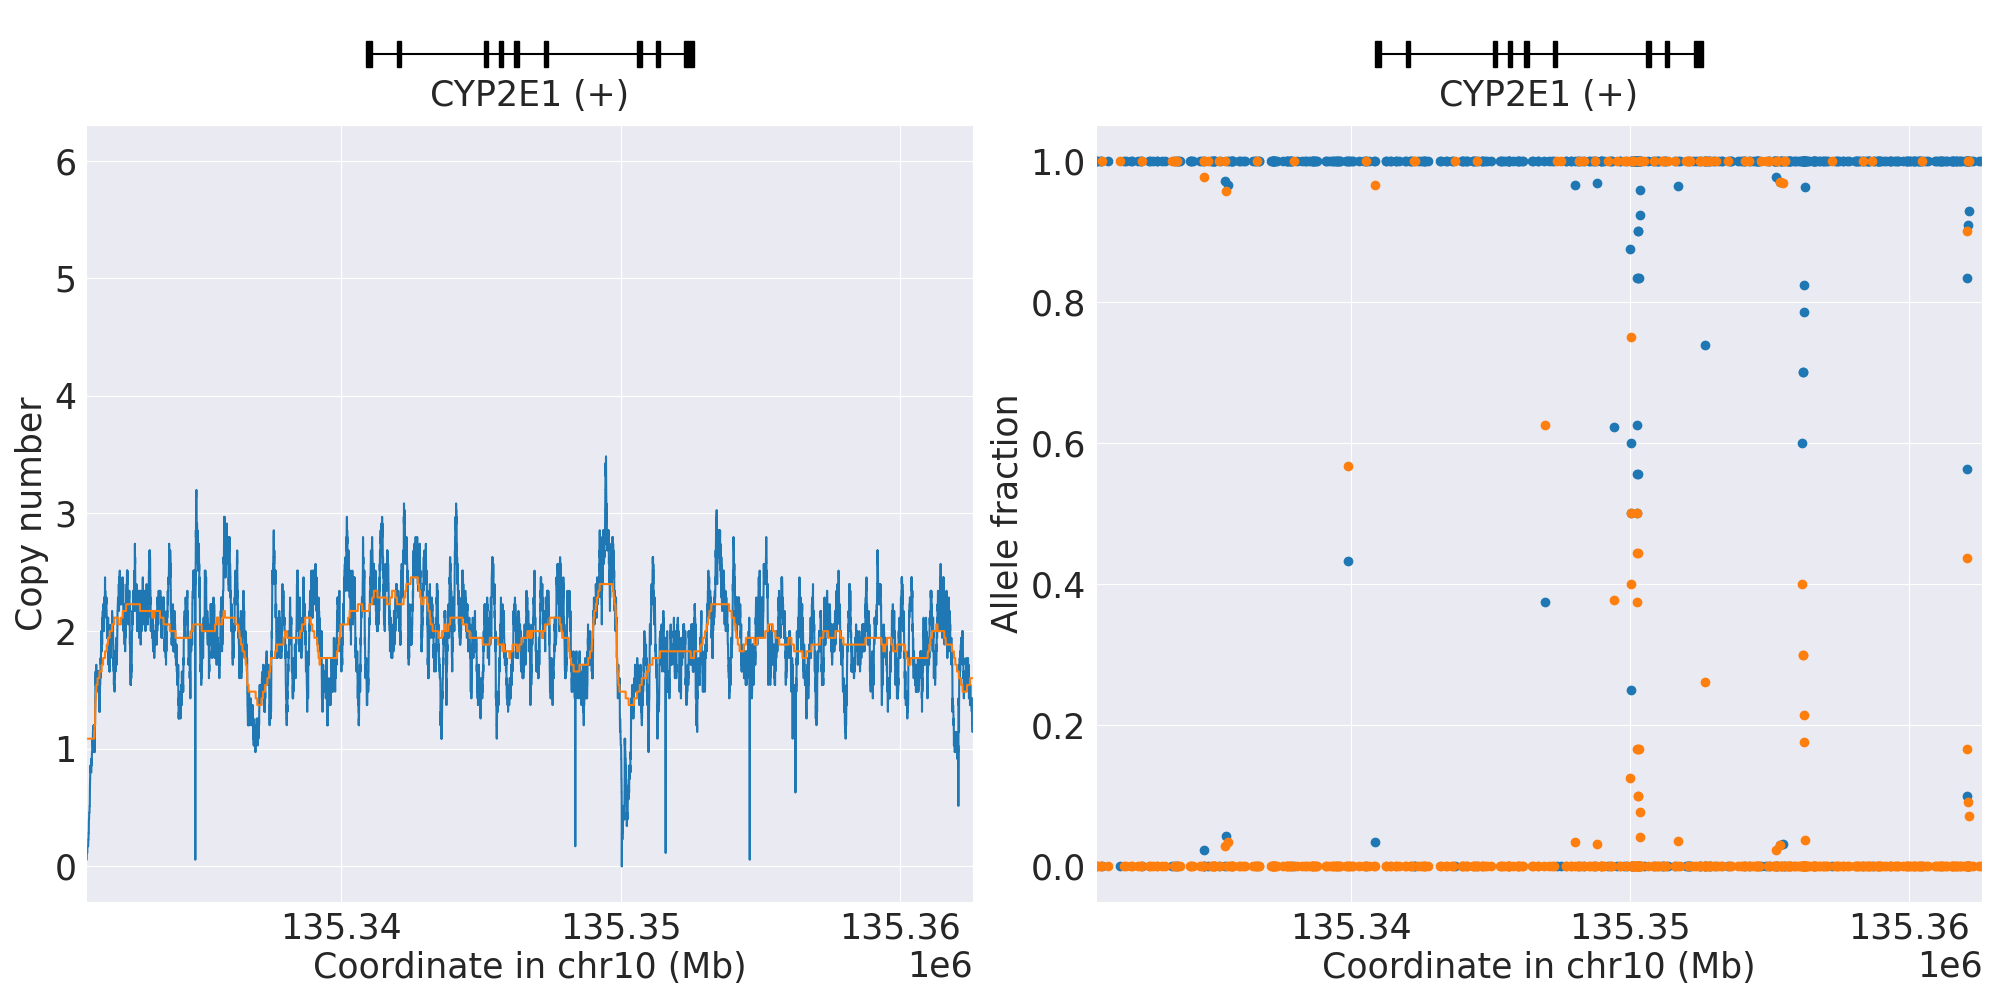 CYP2E1 (+)
6
5
4
3
2
1
0
Copy number
135.34
135.35
135.36
Coordinate in chr10 (Mb)
1e6
CYP2E1 (+)
1.0
0.8
0.6
0.4
0.2
0.0
Allele fraction
135.34
135.35
135.36
Coordinate in chr10 (Mb)
1e6